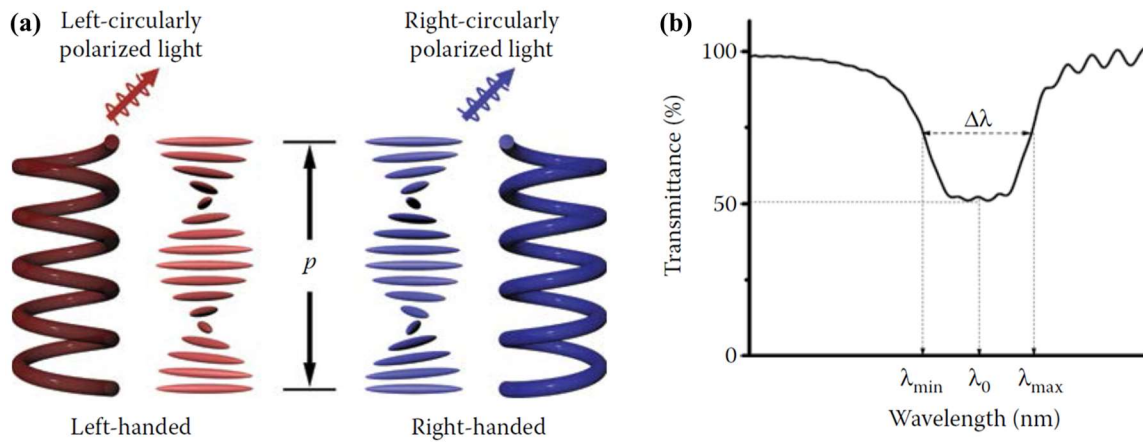 (a)
Left-circularly
polarized light
Right-circularly
polarized light
p
Left-handed
Right-handed
(b)
Transmittance (%)
100
50
0
Δλ
λmin
λ0
λmax
Wavelength (nm)